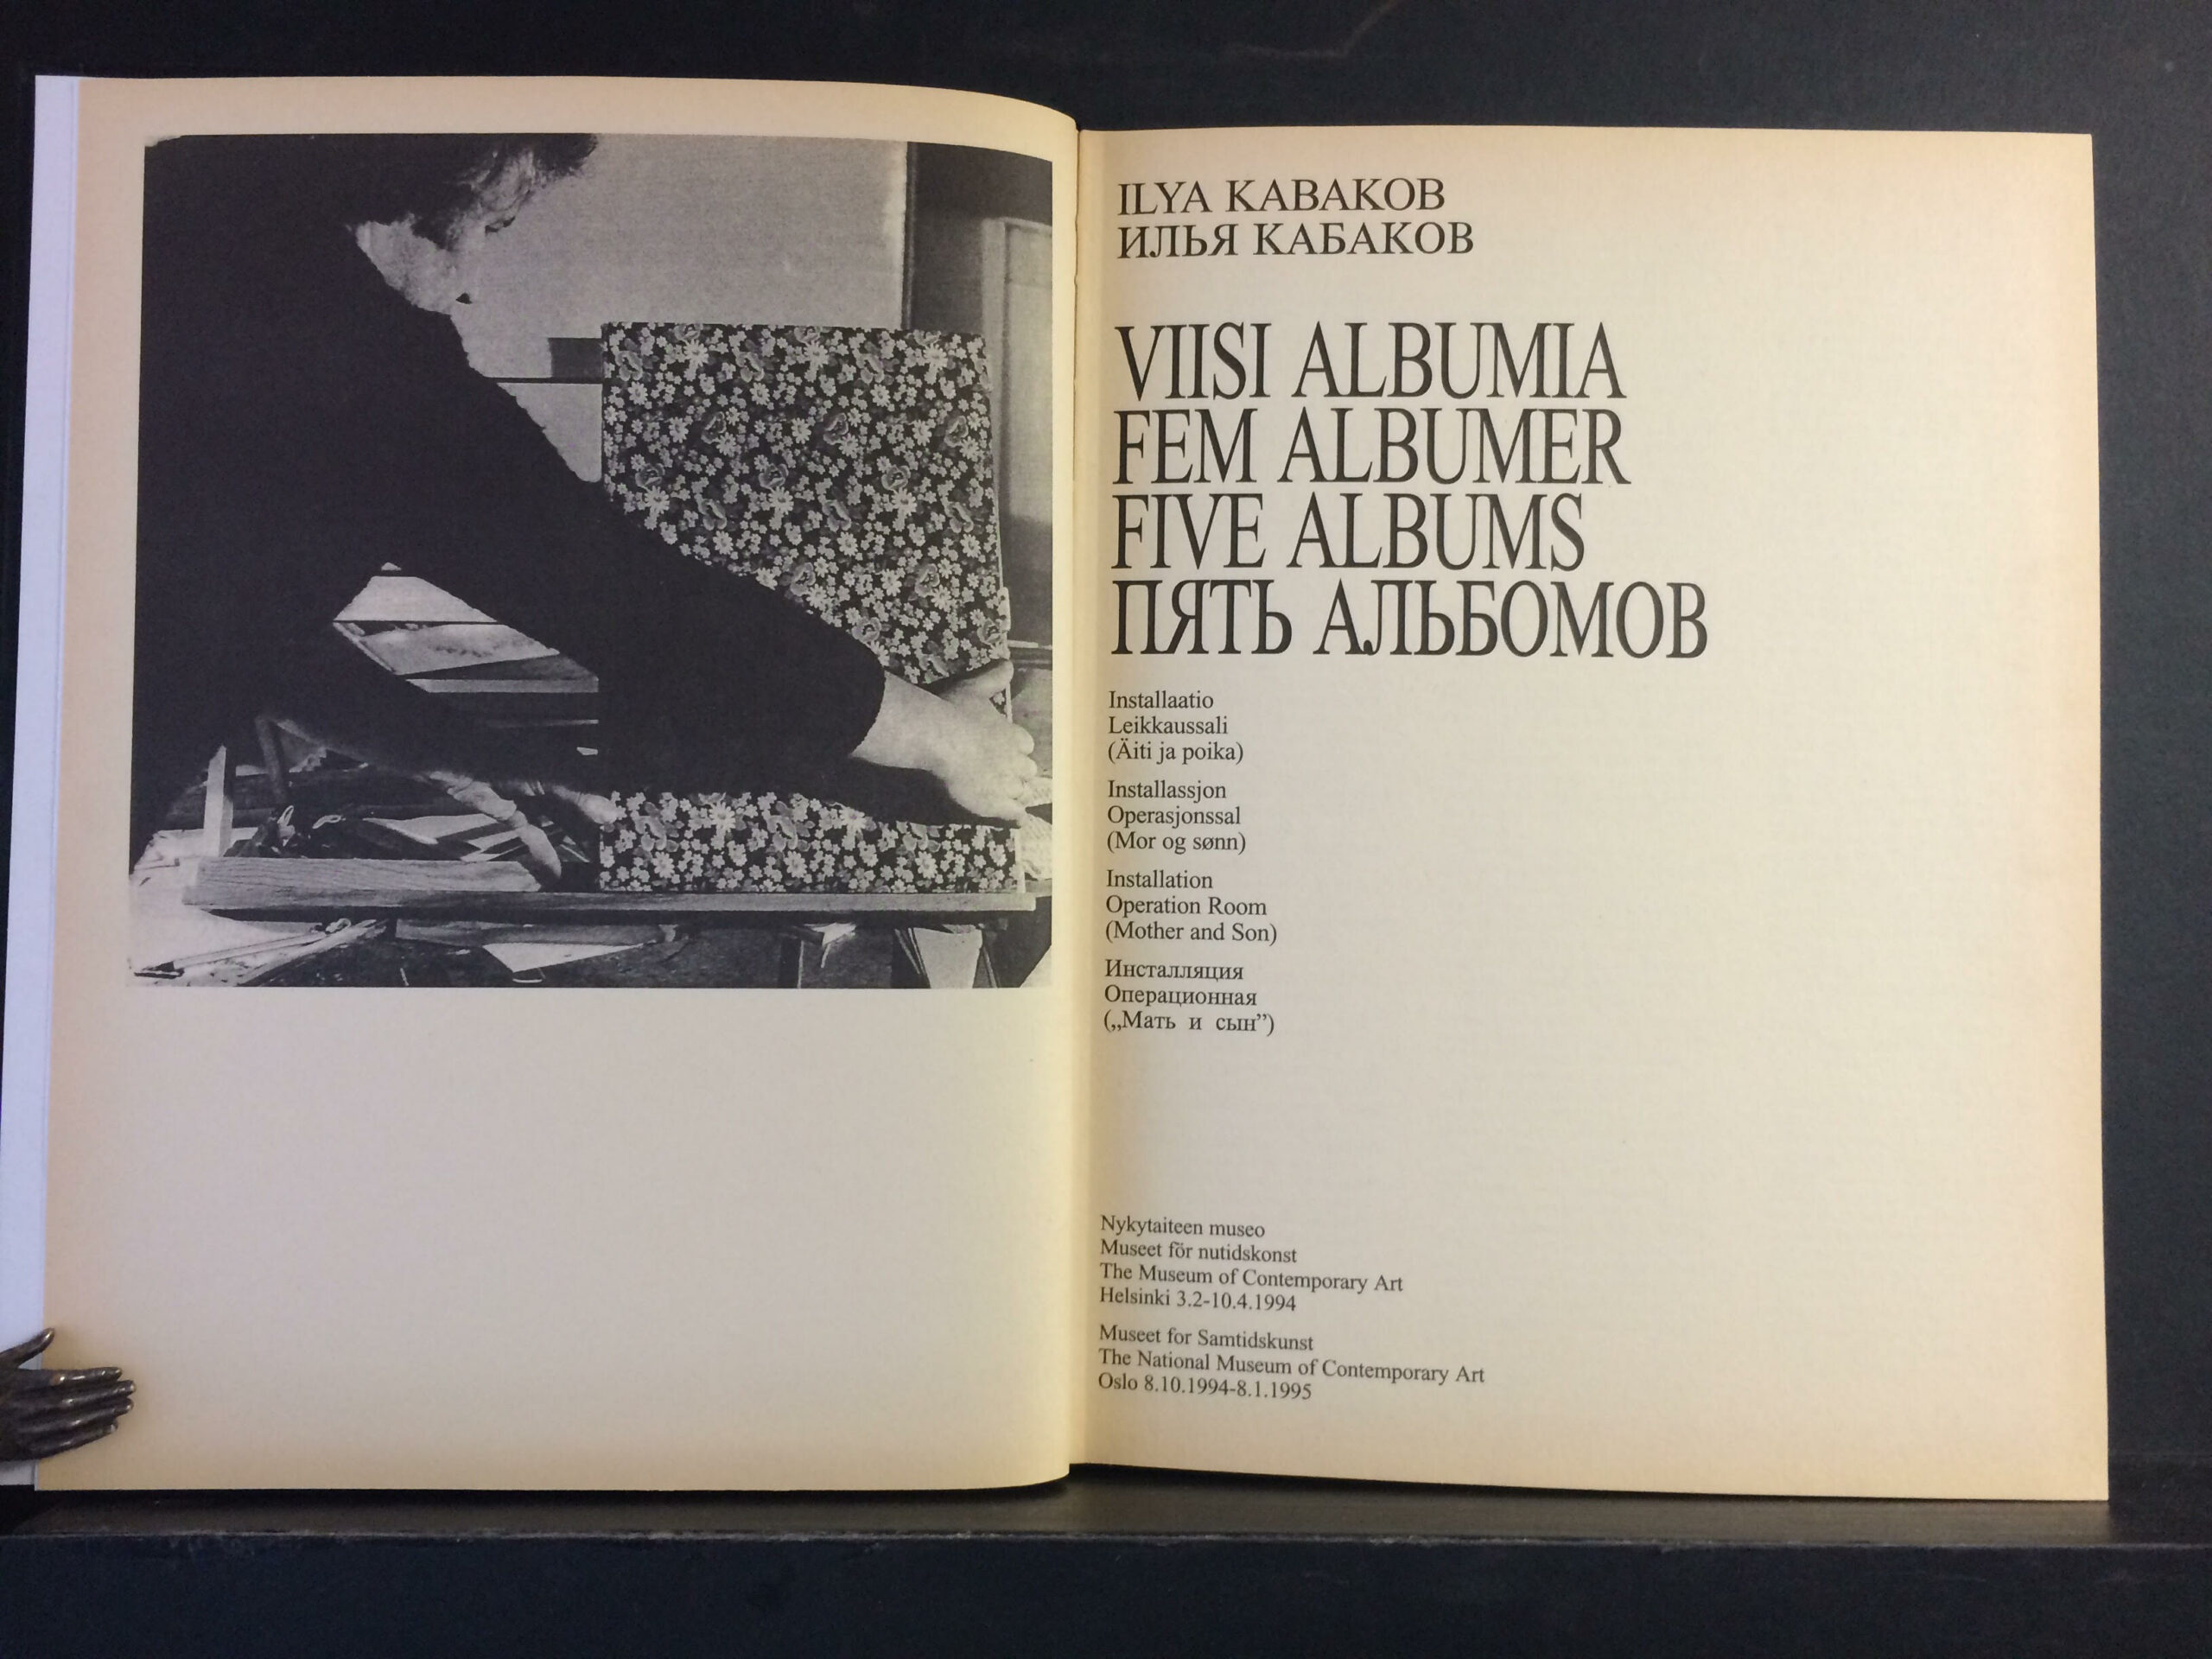 ILYA KABAKOV
ИЛЬЯ КАБАКОВ
VIISI ALBUMIA
FEM ALBUMER
FIVE ALBUMS
ПЯТЬ АЛЬБОМОВ
Installaatio
Leikkaussali
(Äiti ja poika)
Installassjon
Operasjonssal
(Mor og sønn)
Installation
Operation Room
(Mother and Son)
Инсталляция
Операционная
(„Мать и сын”)
Nykytaiteen museo
Museet för nutidskonst
The Museum of Contemporary Art
Helsinki 3.2-10.4.1994
Museet for Samtidskunst
The National Museum of Contemporary Art
Oslo 8.10.1994-8.1.1995